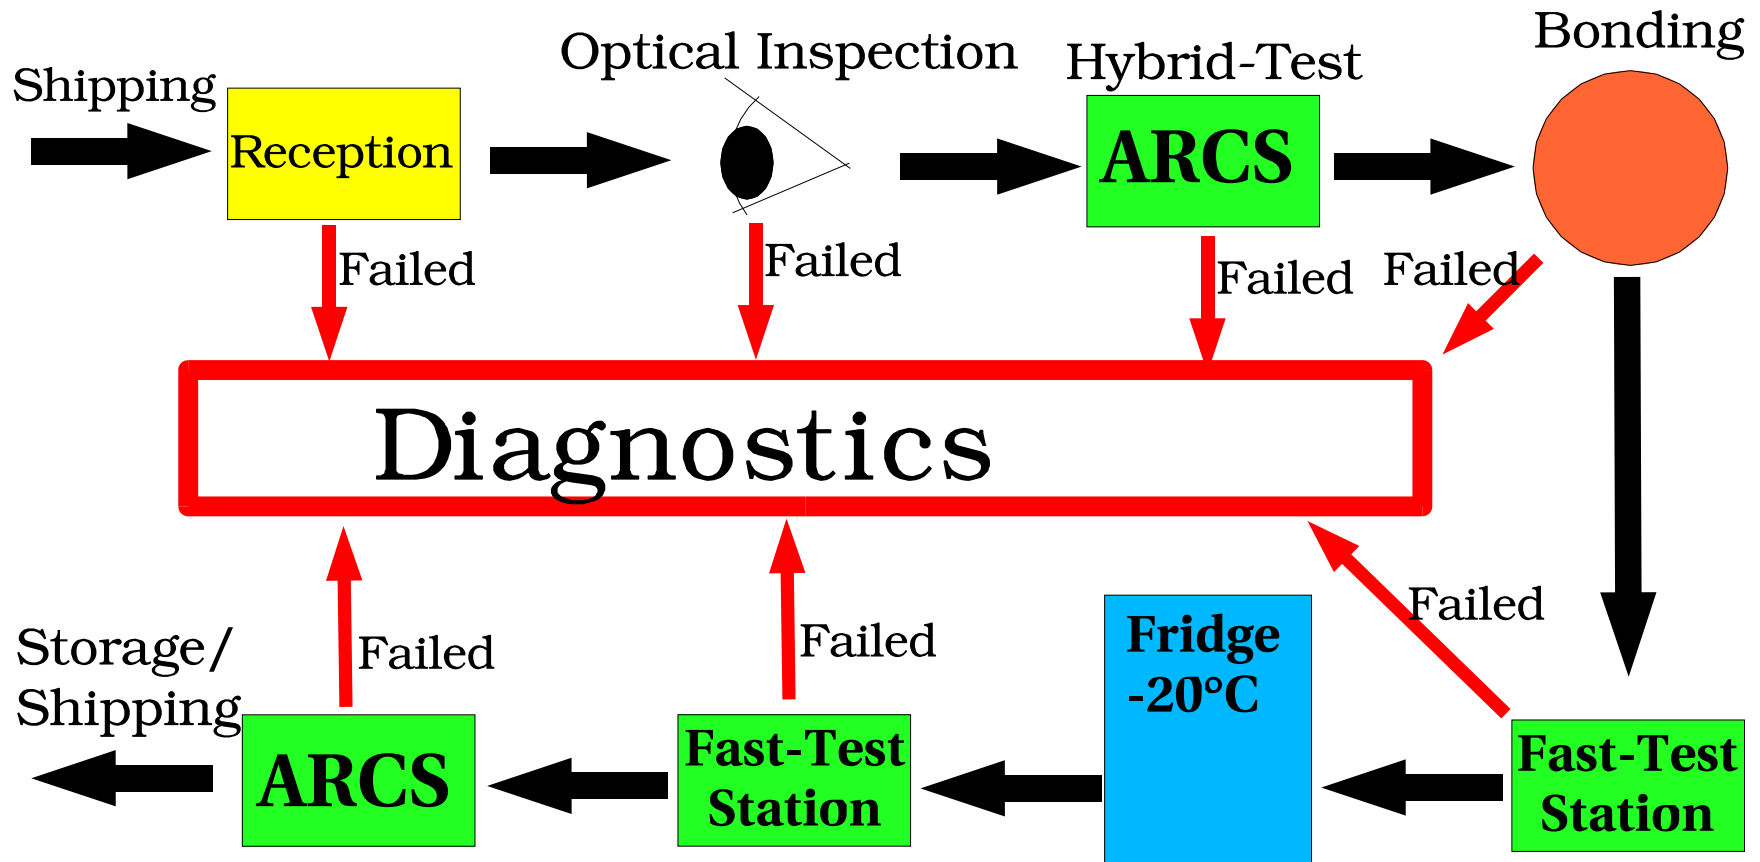 Shipping
Reception
Optical Inspection
Hybrid-Test
ARCS
Bonding
Failed
Failed
Failed
Failed
Diagnostics
Failed
Failed
Failed
Storage/
Shipping
ARCS
Fast-Test
Station
Fridge
-20°C
Fast-Test
Station